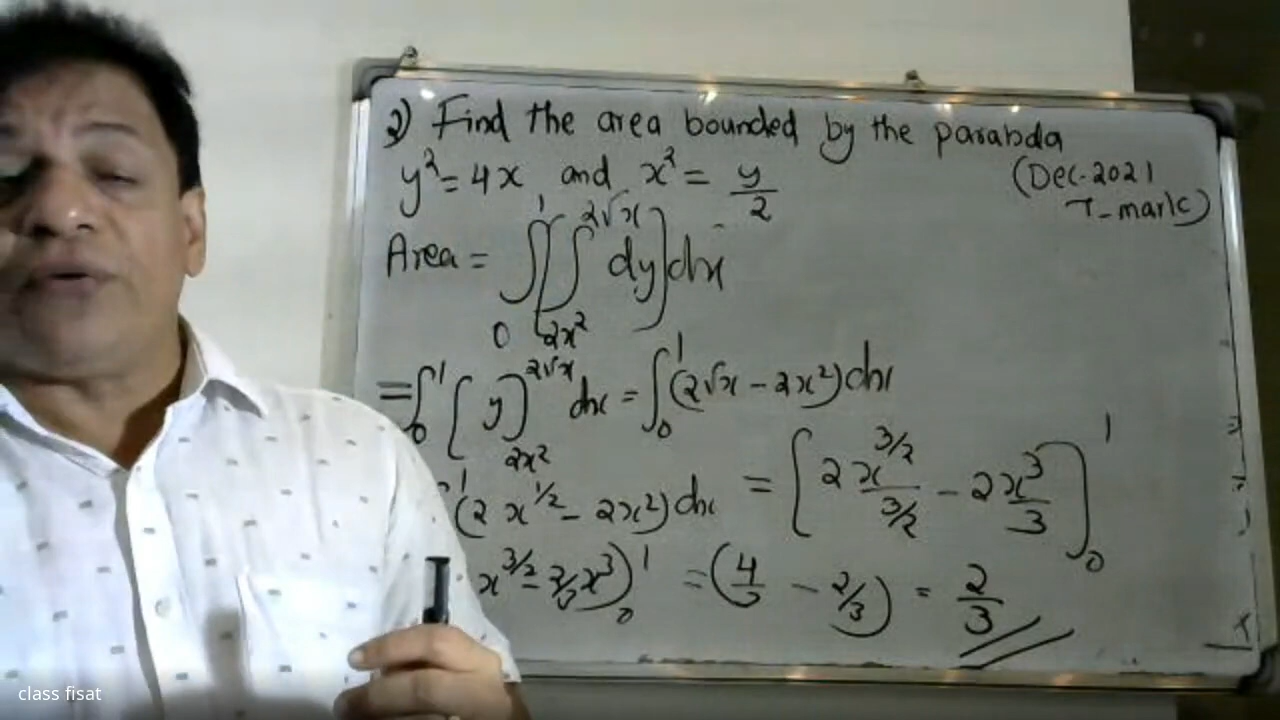 2) Find the area bounded by the parabola
y² = 4x and x² = y/2
(Dec-2021
7-mark)
Area = ∫₀¹ [∫_{2x²}^{2√x} dy] dx
= ∫₀¹ [y]_{2x²}^{2√x} dx = ∫₀¹ (2√x - 2x²) dx
¹(2 x^{1/2} - 2x²) dx = [2 x^{3/2}/(3/2) - 2x³/3]₀¹
x^{3/2} - 2/3 x³)₀¹ = (4/3 - 2/3) = 2/3 //
class fisat